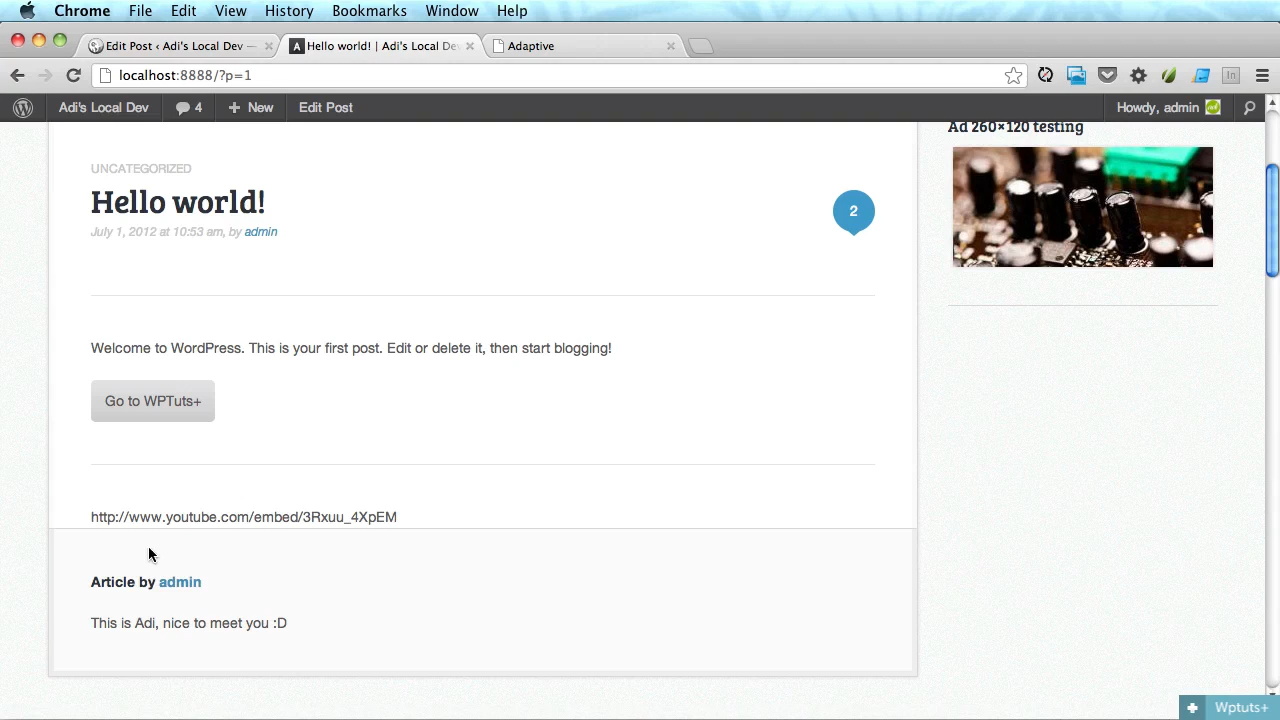 Chrome File Edit View History Bookmarks Window Help
Edit Post ‹ Adi's Local Dev — Hello world! | Adi's Local De Adaptive
localhost:8888/?p=1
Adi's Local Dev 4 + New Edit Post Howdy, admin
Ad 260×120 testing
UNCATEGORIZED
Hello world!
2
July 1, 2012 at 10:53 am, by admin
Welcome to WordPress. This is your first post. Edit or delete it, then start blogging!
Go to WPTuts+
http://www.youtube.com/embed/3Rxuu_4XpEM
Article by admin
This is Adi, nice to meet you :D
Wptuts+